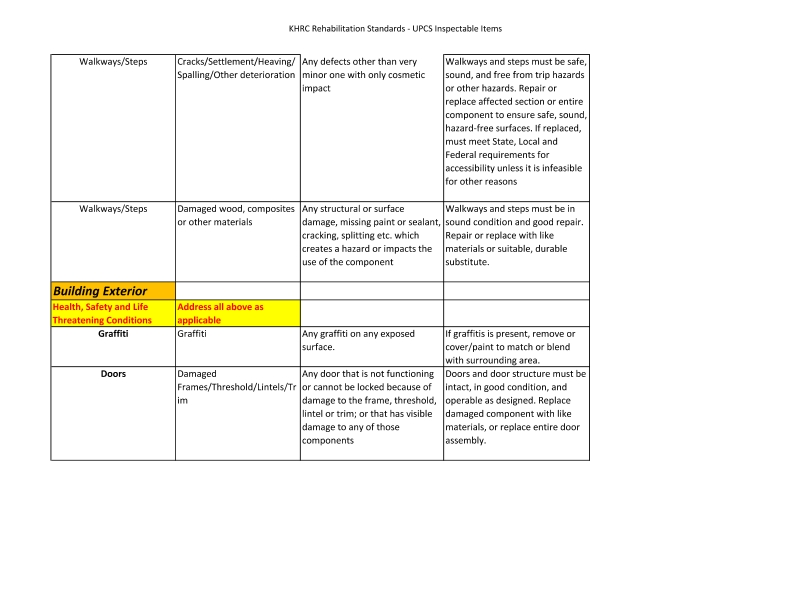 KHRC Rehabilitation Standards - UPCS Inspectable Items
Walkways/Steps
Cracks/Settlement/Heaving/
Spalling/Other deterioration
Any defects other than very
minor one with only cosmetic
impact
Walkways and steps must be safe,
sound, and free from trip hazards
or other hazards. Repair or
replace affected section or entire
component to ensure safe, sound,
hazard-free surfaces. If replaced,
must meet State, Local and
Federal requirements for
accessibility unless it is infeasible
for other reasons
Walkways/Steps
Damaged wood, composites
or other materials
Any structural or surface
damage, missing paint or sealant,
cracking, splitting etc. which
creates a hazard or impacts the
use of the component
Walkways and steps must be in
sound condition and good repair.
Repair or replace with like
materials or suitable, durable
substitute.
Building Exterior
Health, Safety and Life
Threatening Conditions
Address all above as
applicable
Graffiti
Graffiti
Any graffiti on any exposed
surface.
If graffitis is present, remove or
cover/paint to match or blend
with surrounding area.
Doors
Damaged
Frames/Threshold/Lintels/Tr
im
Any door that is not functioning
or cannot be locked because of
damage to the frame, threshold,
lintel or trim; or that has visible
damage to any of those
components
Doors and door structure must be
intact, in good condition, and
operable as designed. Replace
damaged component with like
materials, or replace entire door
assembly.